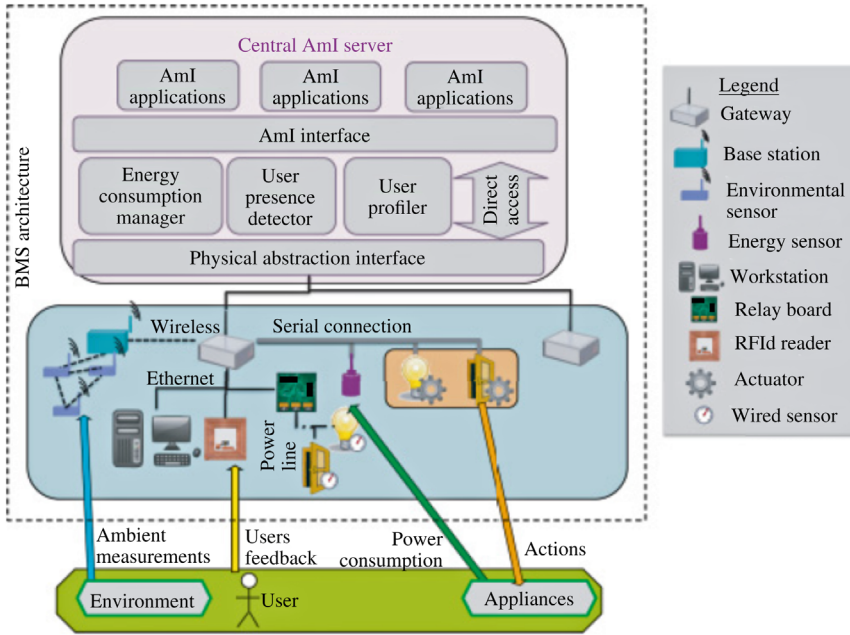 Central AmI server
AmI
applications
AmI
applications
AmI
applications
AmI interface
Energy
consumption
manager
User
presence
detector
User
profiler
Direct
access
Physical abstraction interface
BMS architecture
Wireless
Serial connection
Ethernet
Power
line
Ambient
measurements
Users
feedback
Power
consumption
Actions
Environment
User
Appliances
Legend
Gateway
Base station
Environmental
sensor
Energy sensor
Workstation
Relay board
RFId reader
Actuator
Wired sensor